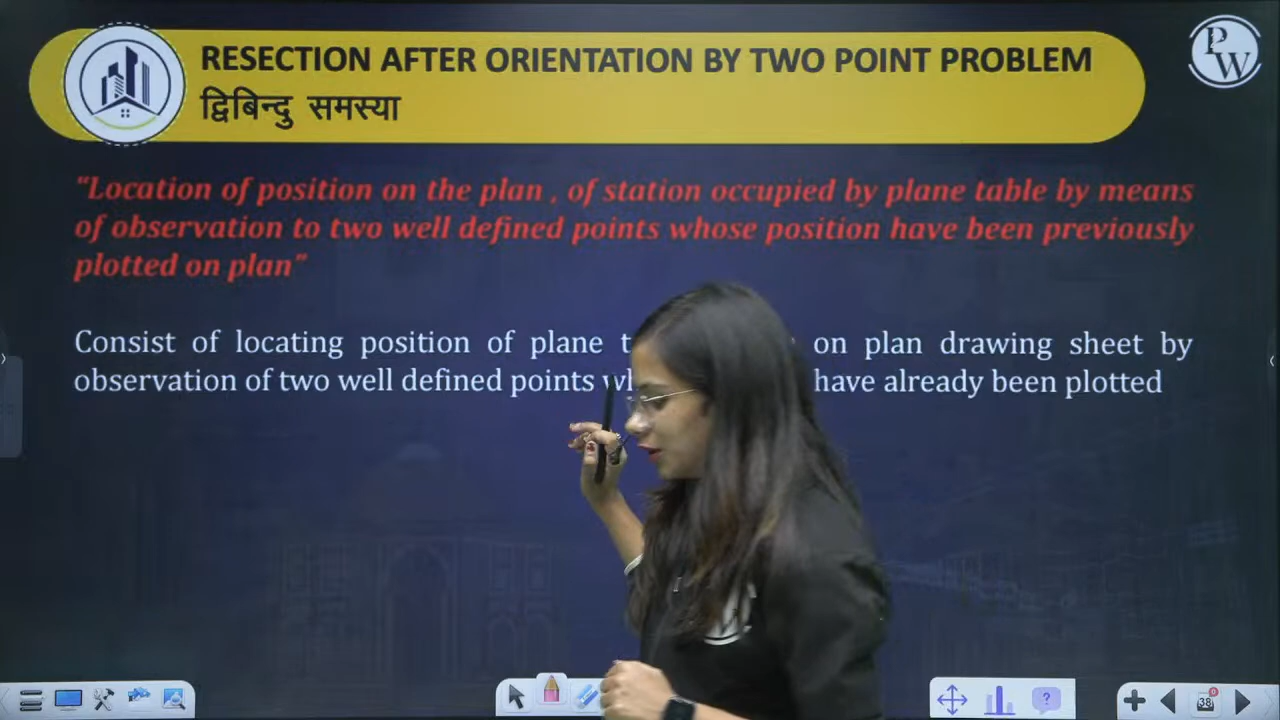 RESECTION AFTER ORIENTATION BY TWO POINT PROBLEM
द्विबिन्दु समस्या
PW
"Location of position on the plan , of station occupied by plane table by means
of observation to two well defined points whose position have been previously
plotted on plan"
Consist of locating position of plane on plan drawing sheet by
observation of two well defined points have already been plotted
38